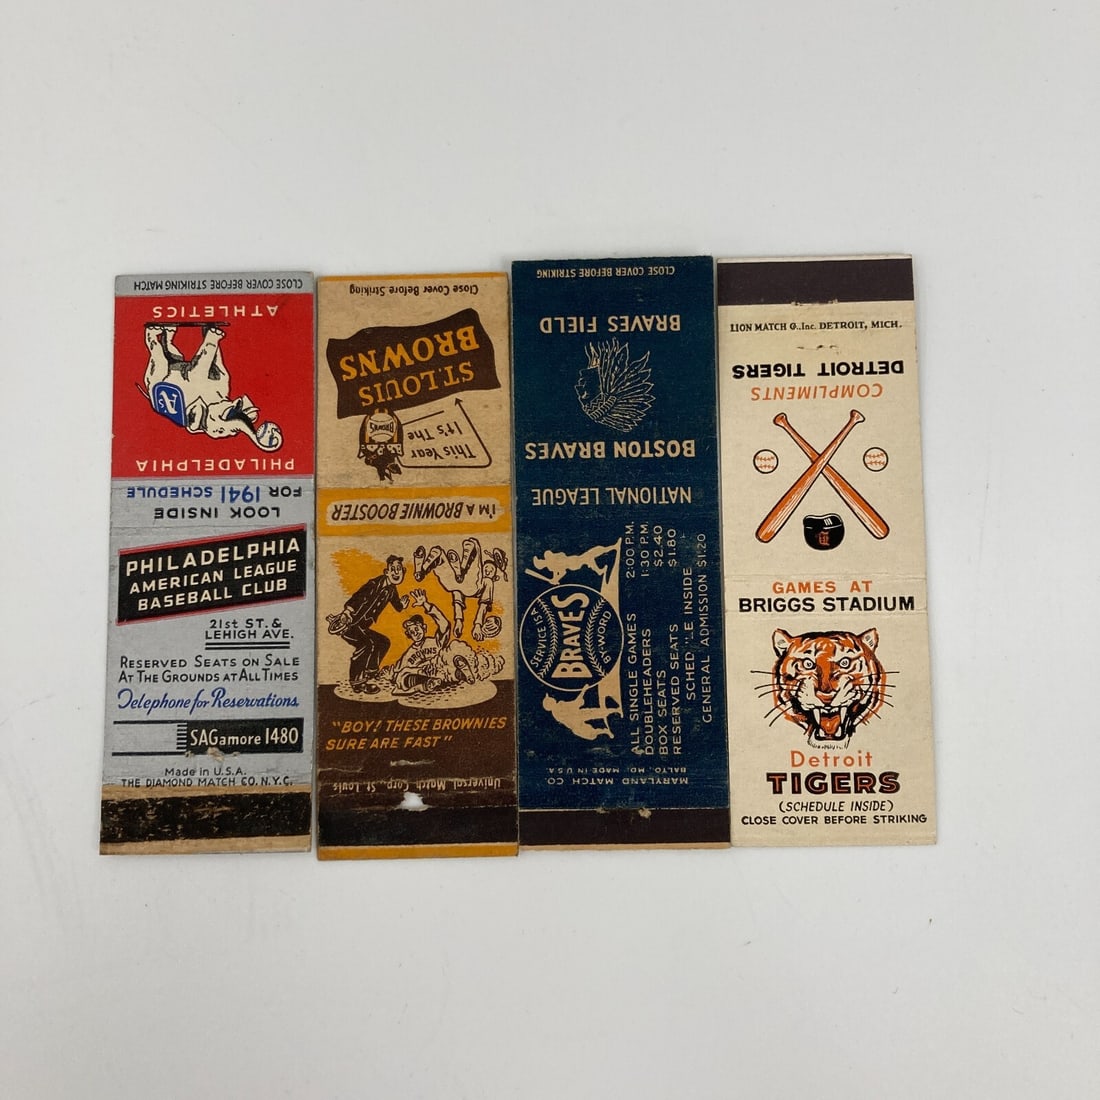 CLOSE COVER BEFORE STRIKING MATCH
PHILADELPHIA
A's
ATHLETICS
LOOK INSIDE
FOR 1941 SCHEDULE
PHILADELPHIA
AMERICAN LEAGUE
BASEBALL CLUB
21st ST. &
LEHIGH AVE.
RESERVED SEATS ON SALE
AT THE GROUNDS AT ALL TIMES
Telephone for Reservations
SAGamore 1480
Made in U.S.A.
THE DIAMOND MATCH CO. N.Y.C.
Close Cover Before Striking
This Year
It's The
BROWNS
ST. LOUIS
BROWNS
I'M A BROWNIE BOOSTER
BROWNS
"BOY! THESE BROWNIES
SURE ARE FAST"
Universal Match Corp., St. Louis
CLOSE COVER BEFORE STRIKING
NATIONAL LEAGUE
BOSTON BRAVES
BRAVES FIELD
SERVICE IS A
BRAVES
BY-WORD
ALL SINGLE GAMES 2:00 P.M.
DOUBLEHEADERS 1:30 P.M.
BOX SEATS $2.40
RESERVED SEATS $1.80
SCHEDULE INSIDE
GENERAL ADMISSION $1.20
MARYLAND MATCH CO
BALTO., MD. MADE IN U.S.A.
LION MATCH Co., Inc. DETROIT, MICH.
COMPLIMENTS
DETROIT TIGERS
GAMES AT
BRIGGS STADIUM
Detroit
TIGERS
(SCHEDULE INSIDE)
CLOSE COVER BEFORE STRIKING